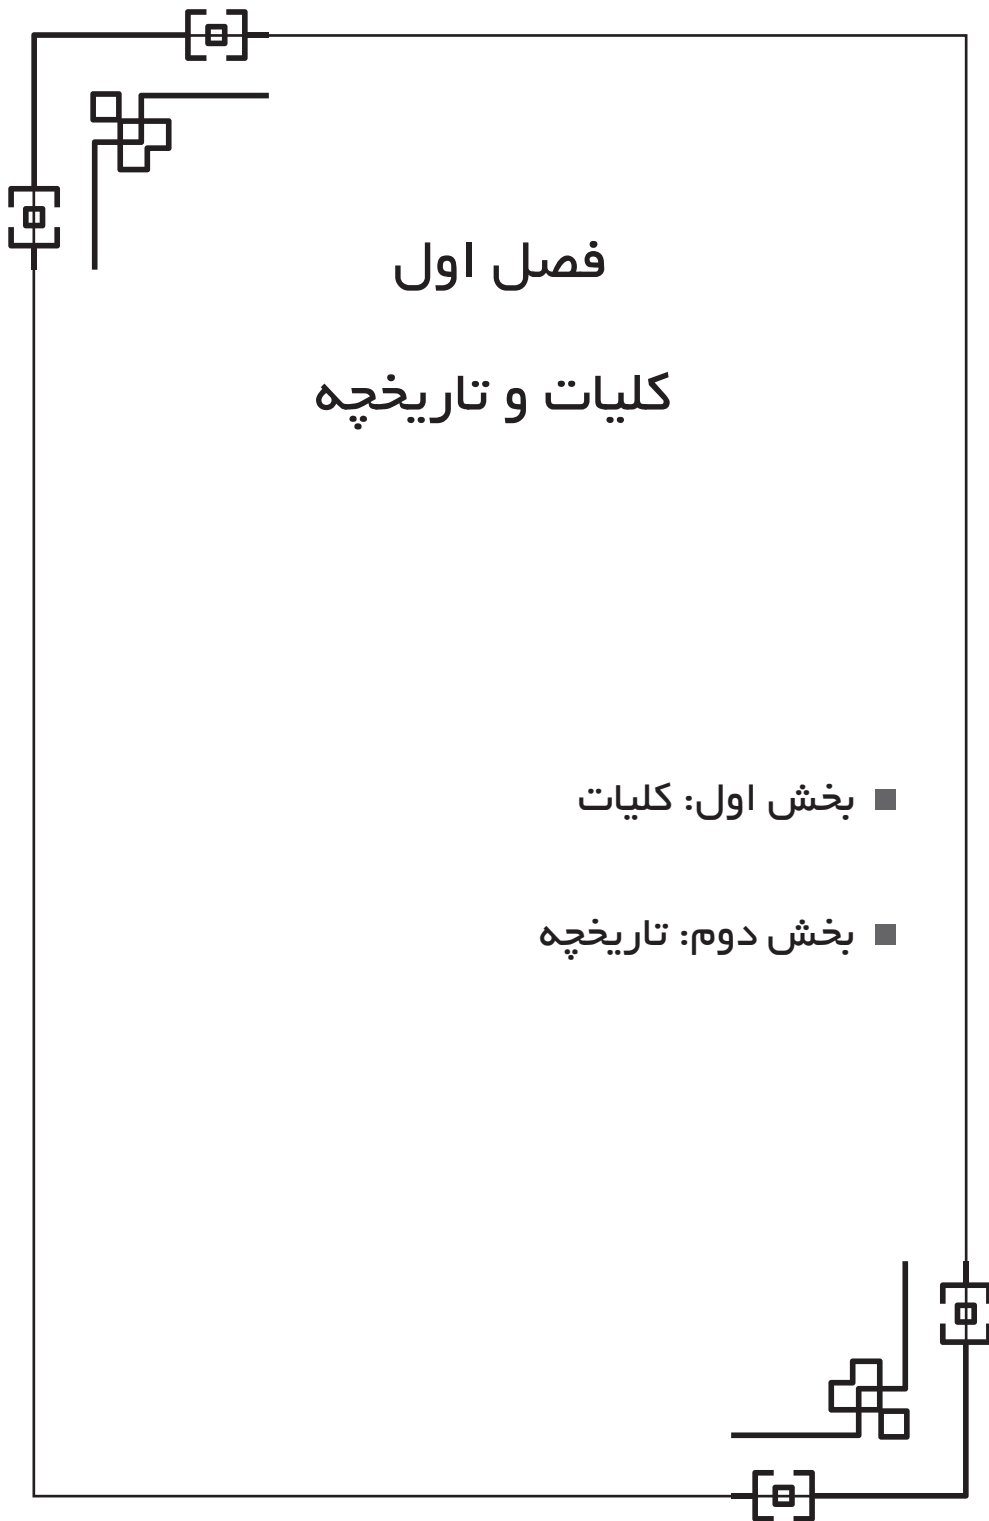 فصل اول
کلیات و تاریخچه
بخش اول: کلیات
بخش دوم: تاریخچه